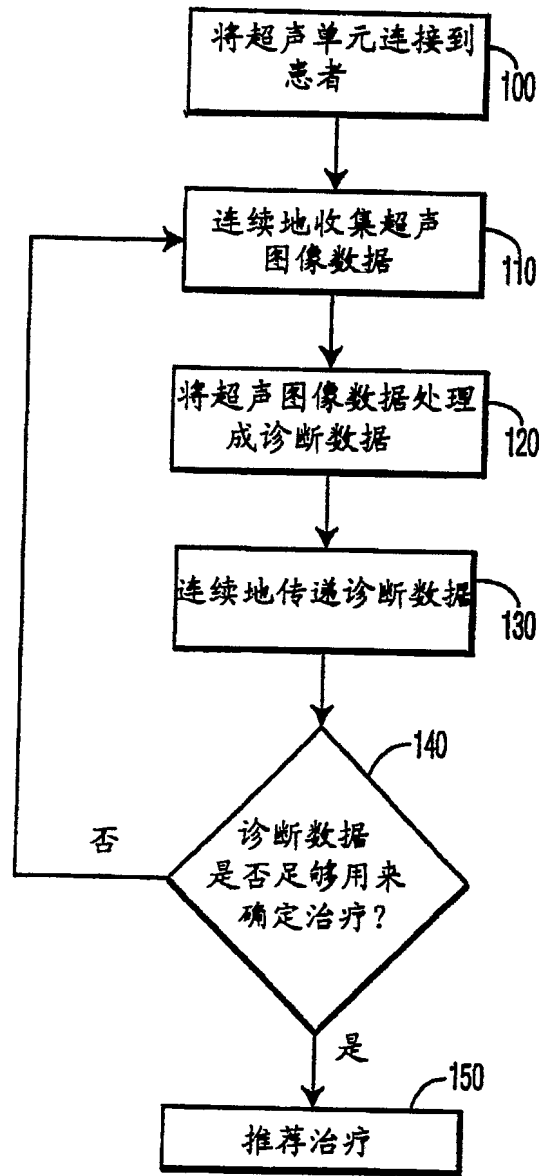 将超声单元连接到
患者
100
连续地收集超声
图像数据
110
将超声图像数据处理
成诊断数据
120
连续地传递诊断数据
130
140
诊断数据
是否足够用来
确定治疗?
否
是
150
推荐治疗